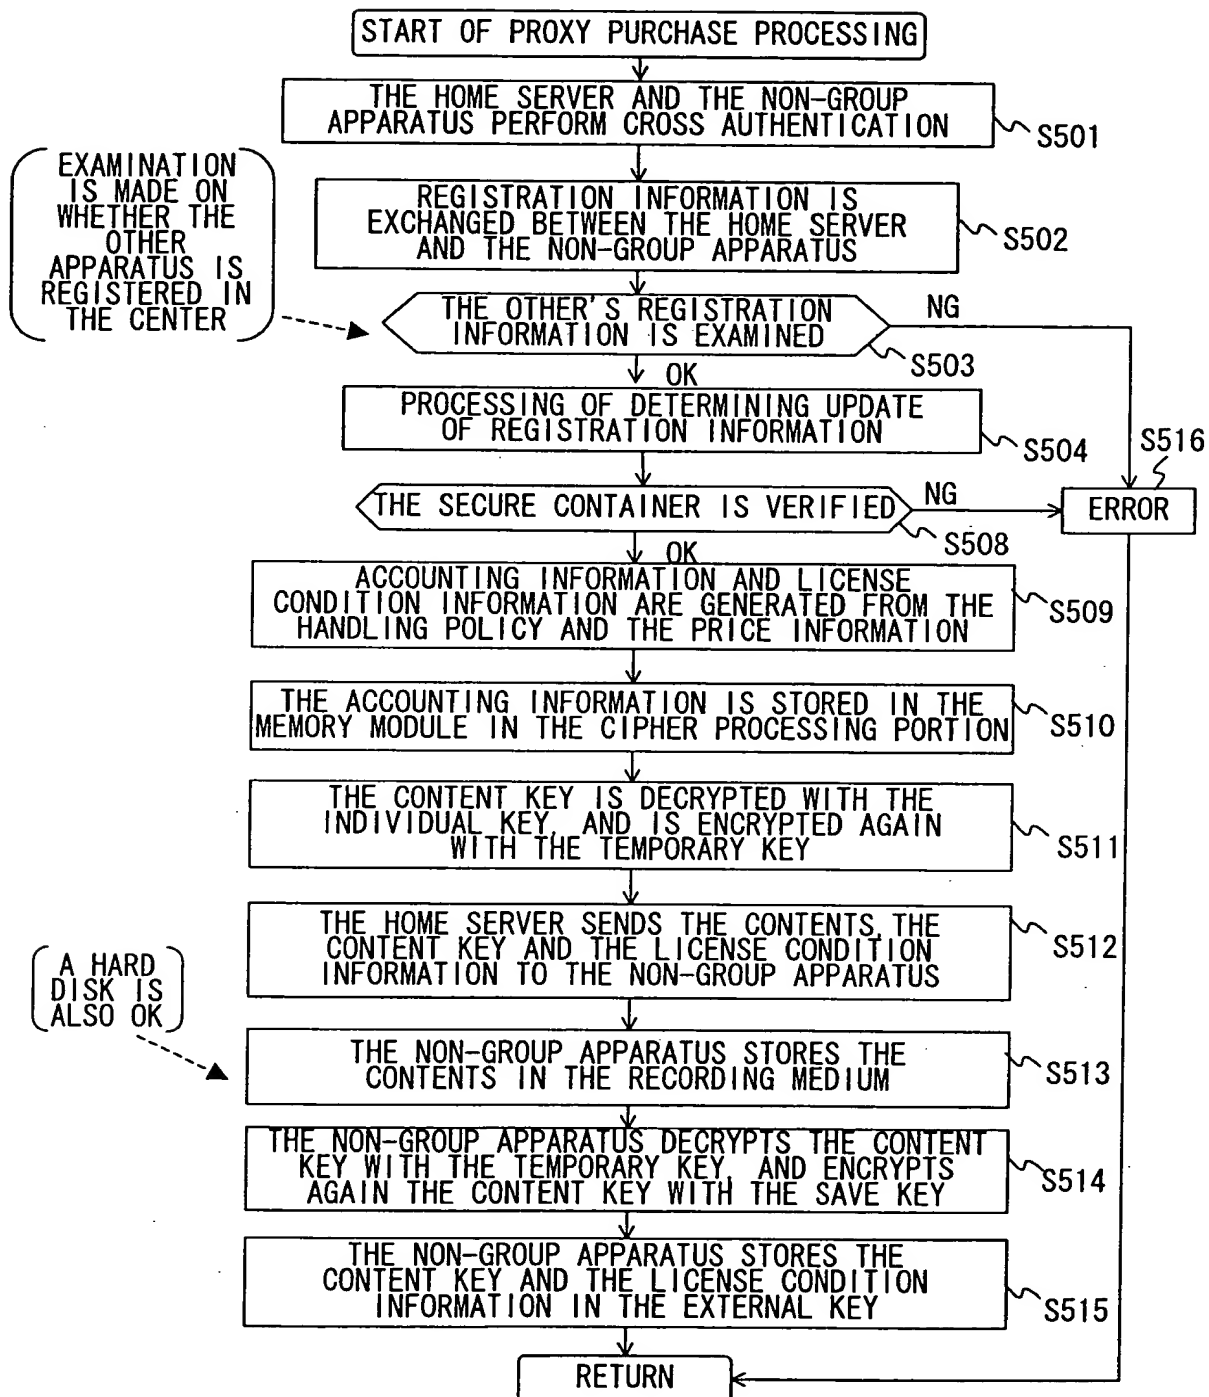 START OF PROXY PURCHASE PROCESSING
THE HOME SERVER AND THE NON-GROUP
APPARATUS PERFORM CROSS AUTHENTICATION
S501
EXAMINATION
IS MADE ON
WHETHER THE
OTHER
APPARATUS IS
REGISTERED IN
THE CENTER
REGISTRATION INFORMATION IS
EXCHANGED BETWEEN THE HOME SERVER
AND THE NON-GROUP APPARATUS
S502
THE OTHER'S REGISTRATION
INFORMATION IS EXAMINED
NG
S503
OK
PROCESSING OF DETERMINING UPDATE
OF REGISTRATION INFORMATION
S504
S516
THE SECURE CONTAINER IS VERIFIED
NG
ERROR
S508
OK
ACCOUNTING INFORMATION AND LICENSE
CONDITION INFORMATION ARE GENERATED FROM THE
HANDLING POLICY AND THE PRICE INFORMATION
S509
THE ACCOUNTING INFORMATION IS STORED IN THE
MEMORY MODULE IN THE CIPHER PROCESSING PORTION
S510
THE CONTENT KEY IS DECRYPTED WITH THE
INDIVIDUAL KEY, AND IS ENCRYPTED AGAIN
WITH THE TEMPORARY KEY
S511
THE HOME SERVER SENDS THE CONTENTS, THE
CONTENT KEY AND THE LICENSE CONDITION
INFORMATION TO THE NON-GROUP APPARATUS
S512
A HARD
DISK IS
ALSO OK
THE NON-GROUP APPARATUS STORES THE
CONTENTS IN THE RECORDING MEDIUM
S513
THE NON-GROUP APPARATUS DECRYPTS THE CONTENT
KEY WITH THE TEMPORARY KEY, AND ENCRYPTS
AGAIN THE CONTENT KEY WITH THE SAVE KEY
S514
THE NON-GROUP APPARATUS STORES THE
CONTENT KEY AND THE LICENSE CONDITION
INFORMATION IN THE EXTERNAL KEY
S515
RETURN